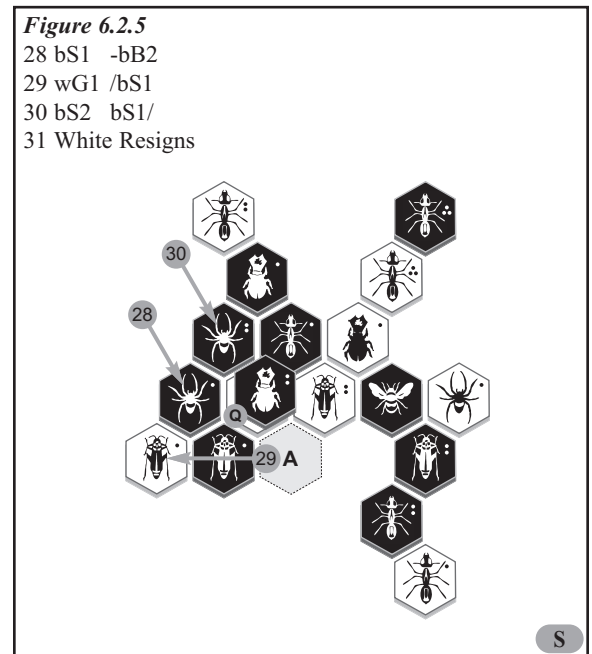 Figure 6.2.5
28 bS1 -bB2
29 wG1 /bS1
30 bS2 bS1/
31 White Resigns
30
28
Q
29 A
S